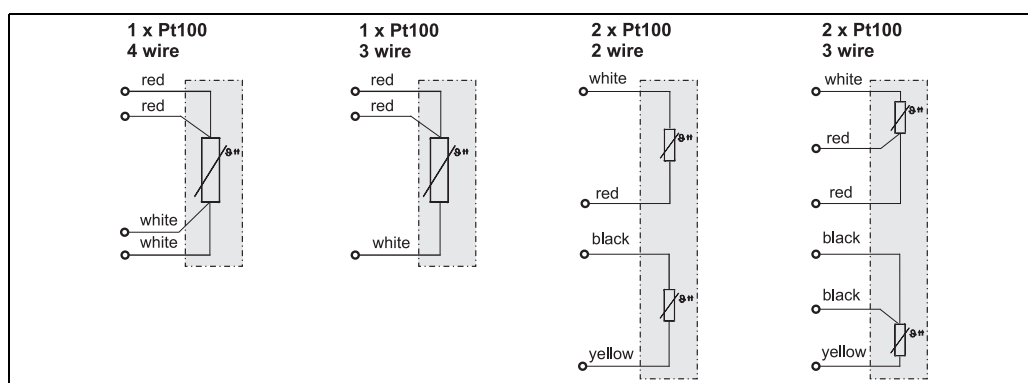 1 x Pt100
4 wire
red
red
ϑ
white
white
1 x Pt100
3 wire
red
red
ϑ
white
2 x Pt100
2 wire
white
ϑ
red
black
ϑ
yellow
2 x Pt100
3 wire
white
ϑ
red
red
black
black
ϑ
yellow